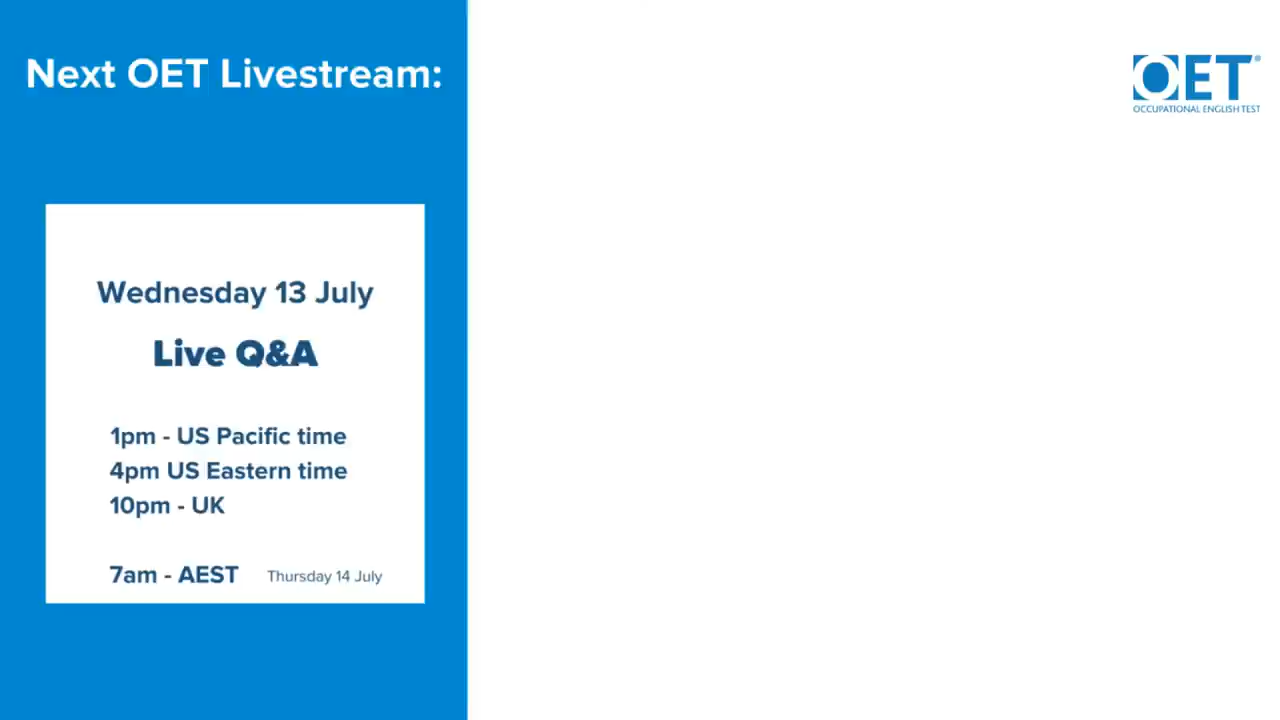 Next OET Livestream:
OET®
OCCUPATIONAL ENGLISH TEST
Wednesday 13 July
Live Q&A
1pm - US Pacific time
4pm US Eastern time
10pm - UK
7am - AEST Thursday 14 July